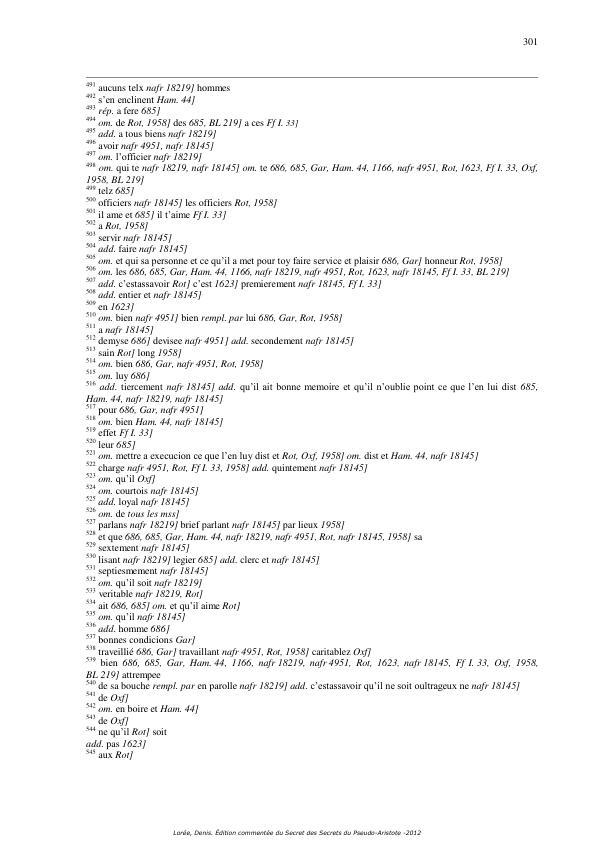 301
491 aucuns telx nafr 18219] hommes
492 s'en enclinent Ham. 44]
493 rép. a fere 685]
494 om. de Rot, 1958] des 685, BL 219] a ces Ff I. 33]
495 add. a tous biens nafr 18219]
496 avoir nafr 4951, nafr 18145]
497 om. l'officier nafr 18219]
498 om. qui te nafr 18219, nafr 18145] om. te 686, 685, Gar, Ham. 44, 1166, nafr 4951, Rot, 1623, Ff I. 33, Oxf,
1958, BL 219]
499 telz 685]
500 officiers nafr 18145] les officiers Rot, 1958]
501 il ame et 685] il t'aime Ff I. 33]
502 a Rot, 1958]
503 servir nafr 18145]
504 add. faire nafr 18145]
505 om. et qui sa personne et ce qu'il a met pour toy faire service et plaisir 686, Gar] honneur Rot, 1958]
506 om. les 686, 685, Gar, Ham. 44, 1166, nafr 18219, nafr 4951, Rot, 1623, nafr 18145, Ff I. 33, BL 219]
507 add. c'estassavoir Rot] c'est 1623] premierement nafr 18145, Ff I. 33]
508 add. entier et nafr 18145]
509 en 1623]
510 om. bien nafr 4951] bien rempl. par lui 686, Gar, Rot, 1958]
511 a nafr 18145]
512 demyse 686] devisee nafr 4951] add. secondement nafr 18145]
513 sain Rot] long 1958]
514 om. bien 686, Gar, nafr 4951, Rot, 1958]
515 om. luy 686]
516 add. tiercement nafr 18145] add. qu'il ait bonne memoire et qu'il n'oublie point ce que l'en lui dist 685,
Ham. 44, nafr 18219, nafr 18145]
517 pour 686, Gar, nafr 4951]
518 om. bien Ham. 44, nafr 18145]
519 effet Ff I. 33]
520 leur 685]
521 om. mettre a execucion ce que l'en luy dist et Rot, Oxf, 1958] om. dist et Ham. 44, nafr 18145]
522 charge nafr 4951, Rot, Ff I. 33, 1958] add. quintement nafr 18145]
523 om. qu'il Oxf]
524 om. courtois nafr 18145]
525 add. loyal nafr 18145]
526 om. de tous les mss]
527 parlans nafr 18219] brief parlant nafr 18145] par lieux 1958]
528 et que 686, 685, Gar, Ham. 44, nafr 18219, nafr 4951, Rot, nafr 18145, 1958] sa
529 sextement nafr 18145]
530 lisant nafr 18219] legier 685] add. clerc et nafr 18145]
531 septiesmement nafr 18145]
532 om. qu'il soit nafr 18219]
533 veritable nafr 18219, Rot]
534 ait 686, 685] om. et qu'il aime Rot]
535 om. qu'il nafr 18145]
536 add. homme 686]
537 bonnes condicions Gar]
538 traveillié 686, Gar] travaillant nafr 4951, Rot, 1958] caritablez Oxf]
539 bien 686, 685, Gar, Ham. 44, 1166, nafr 18219, nafr 4951, Rot, 1623, nafr 18145, Ff I. 33, Oxf, 1958,
BL 219] attrempee
540 de sa bouche rempl. par en parolle nafr 18219] add. c'estassavoir qu'il ne soit oultrageux ne nafr 18145]
541 de Oxf]
542 om. en boire et Ham. 44]
543 de Oxf]
544 ne qu'il Rot] soit
add. pas 1623]
545 aux Rot]
Lorée, Denis. Édition commentée du Secret des Secrets du Pseudo-Aristote -2012